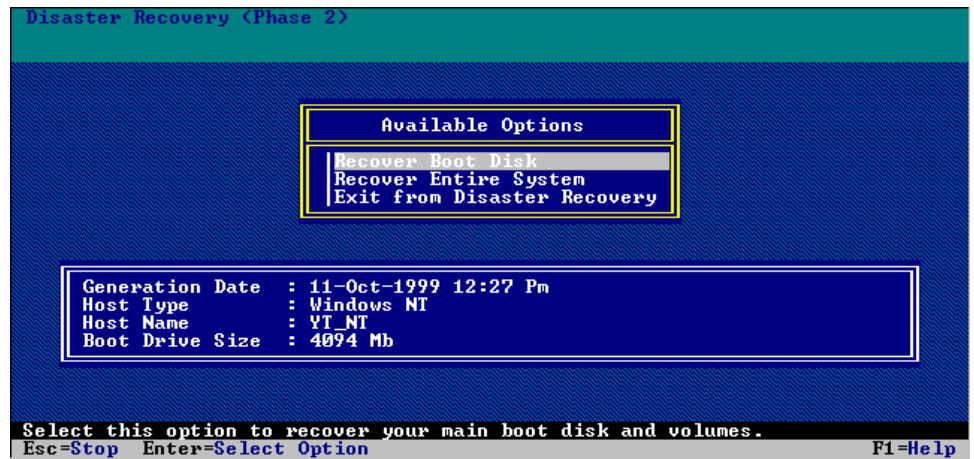 Disaster Recovery (Phase 2)
Available Options
Recover Boot Disk
Recover Entire System
Exit from Disaster Recovery
Generation Date : 11-Oct-1999 12:27 Pm
Host Type : Windows NT
Host Name : YT_NT
Boot Drive Size : 4094 Mb
Select this option to recover your main boot disk and volumes.
Esc=Stop Enter=Select Option F1=Help